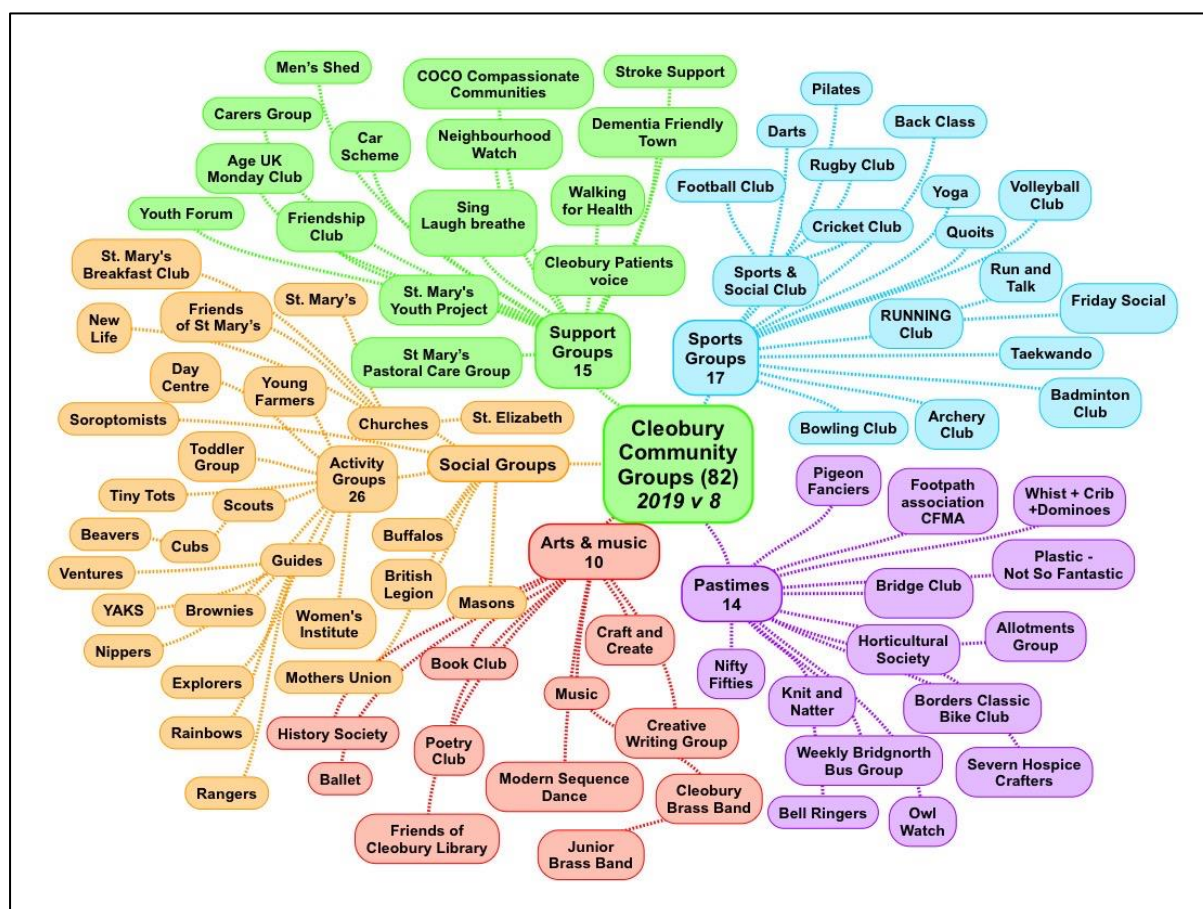 Men's Shed
COCO Compassionate
Communities
Stroke Support
Carers Group
Car
Scheme
Neighbourhood
Watch
Dementia Friendly
Town
Age UK
Monday Club
Youth Forum
Friendship
Club
Sing
Laugh breathe
Walking
for Health
Cleobury Patients
voice
St. Mary's
Youth Project
Support
Groups
15
St Mary's
Pastoral Care Group
Pilates
Darts
Back Class
Rugby Club
Football Club
Yoga
Volleyball
Club
Cricket Club
Quoits
Sports &
Social Club
Run and
Talk
Friday Social
RUNNING
Club
Sports
Groups
17
Taekwando
Badminton
Club
Archery
Club
Bowling Club
St. Mary's
Breakfast Club
St. Mary's
Friends
of St Mary's
New
Life
Day
Centre
Young
Farmers
Soroptomists
Churches
St. Elizabeth
Toddler
Group
Activity
Groups
26
Social Groups
Tiny Tots
Scouts
Beavers
Cubs
Buffalos
Guides
Ventures
British
Legion
YAKS
Brownies
Women's
Institute
Masons
Nippers
Explorers
Mothers Union
Rainbows
Rangers
Cleobury
Community
Groups (82)
2019 v 8
Arts & music
10
Craft and
Create
Book Club
Music
History Society
Poetry
Club
Creative
Writing Group
Ballet
Modern Sequence
Dance
Cleobury
Brass Band
Friends of
Cleobury Library
Junior
Brass Band
Pigeon
Fanciers
Footpath
association
CFMA
Whist + Crib
+Dominoes
Plastic -
Not So Fantastic
Pastimes
14
Bridge Club
Horticultural
Society
Allotments
Group
Nifty
Fifties
Knit and
Natter
Borders Classic
Bike Club
Weekly Bridgnorth
Bus Group
Severn Hospice
Crafters
Bell Ringers
Owl
Watch